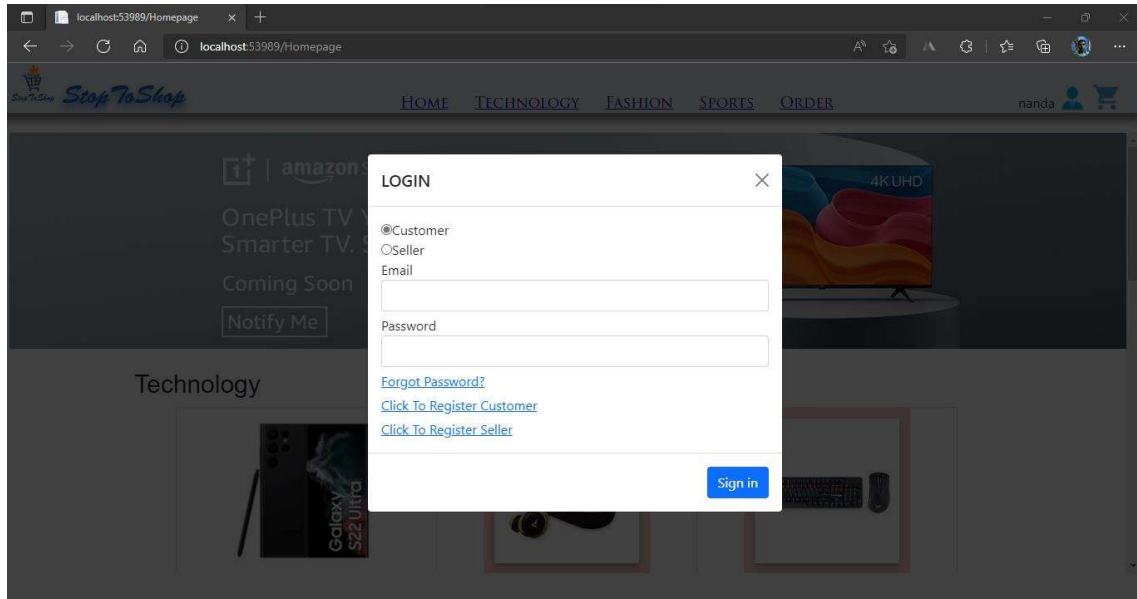 localhost:53989/Homepage
localhost:53989/Homepage
StopToShop
StopToShop
HOME TECHNOLOGY FASHION SPORTS ORDER
nanda
1+ | amazon
4K UHD
OnePlus TV Y
Smarter TV. S
Coming Soon
Notify Me
LOGIN
Customer
Seller
Email
Password
Forgot Password?
Click To Register Customer
Click To Register Seller
Sign in
Technology
Galaxy
S22 Ultra